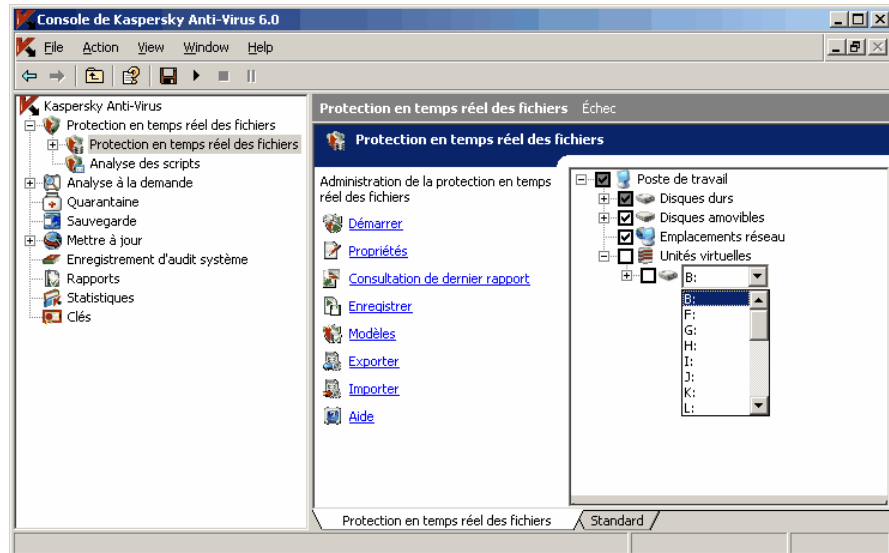 Console de Kaspersky Anti-Virus 6.0
File Action View Window Help
Kaspersky Anti-Virus
Protection en temps réel des fichiers
Protection en temps réel des fichiers
Analyse des scripts
Analyse à la demande
Quarantaine
Sauvegarde
Mettre à jour
Enregistrement d'audit système
Rapports
Statistiques
Clés
Protection en temps réel des fichiers Échec
Protection en temps réel des fichiers
Administration de la protection en temps
réel des fichiers
Démarrer
Propriétés
Consultation de dernier rapport
Enregistrer
Modèles
Exporter
Importer
Aide
Poste de travail
Disques durs
Disques amovibles
Emplacements réseau
Unités virtuelles
B:
B:
F:
G:
H:
I:
J:
K:
L:
Protection en temps réel des fichiers
Standard